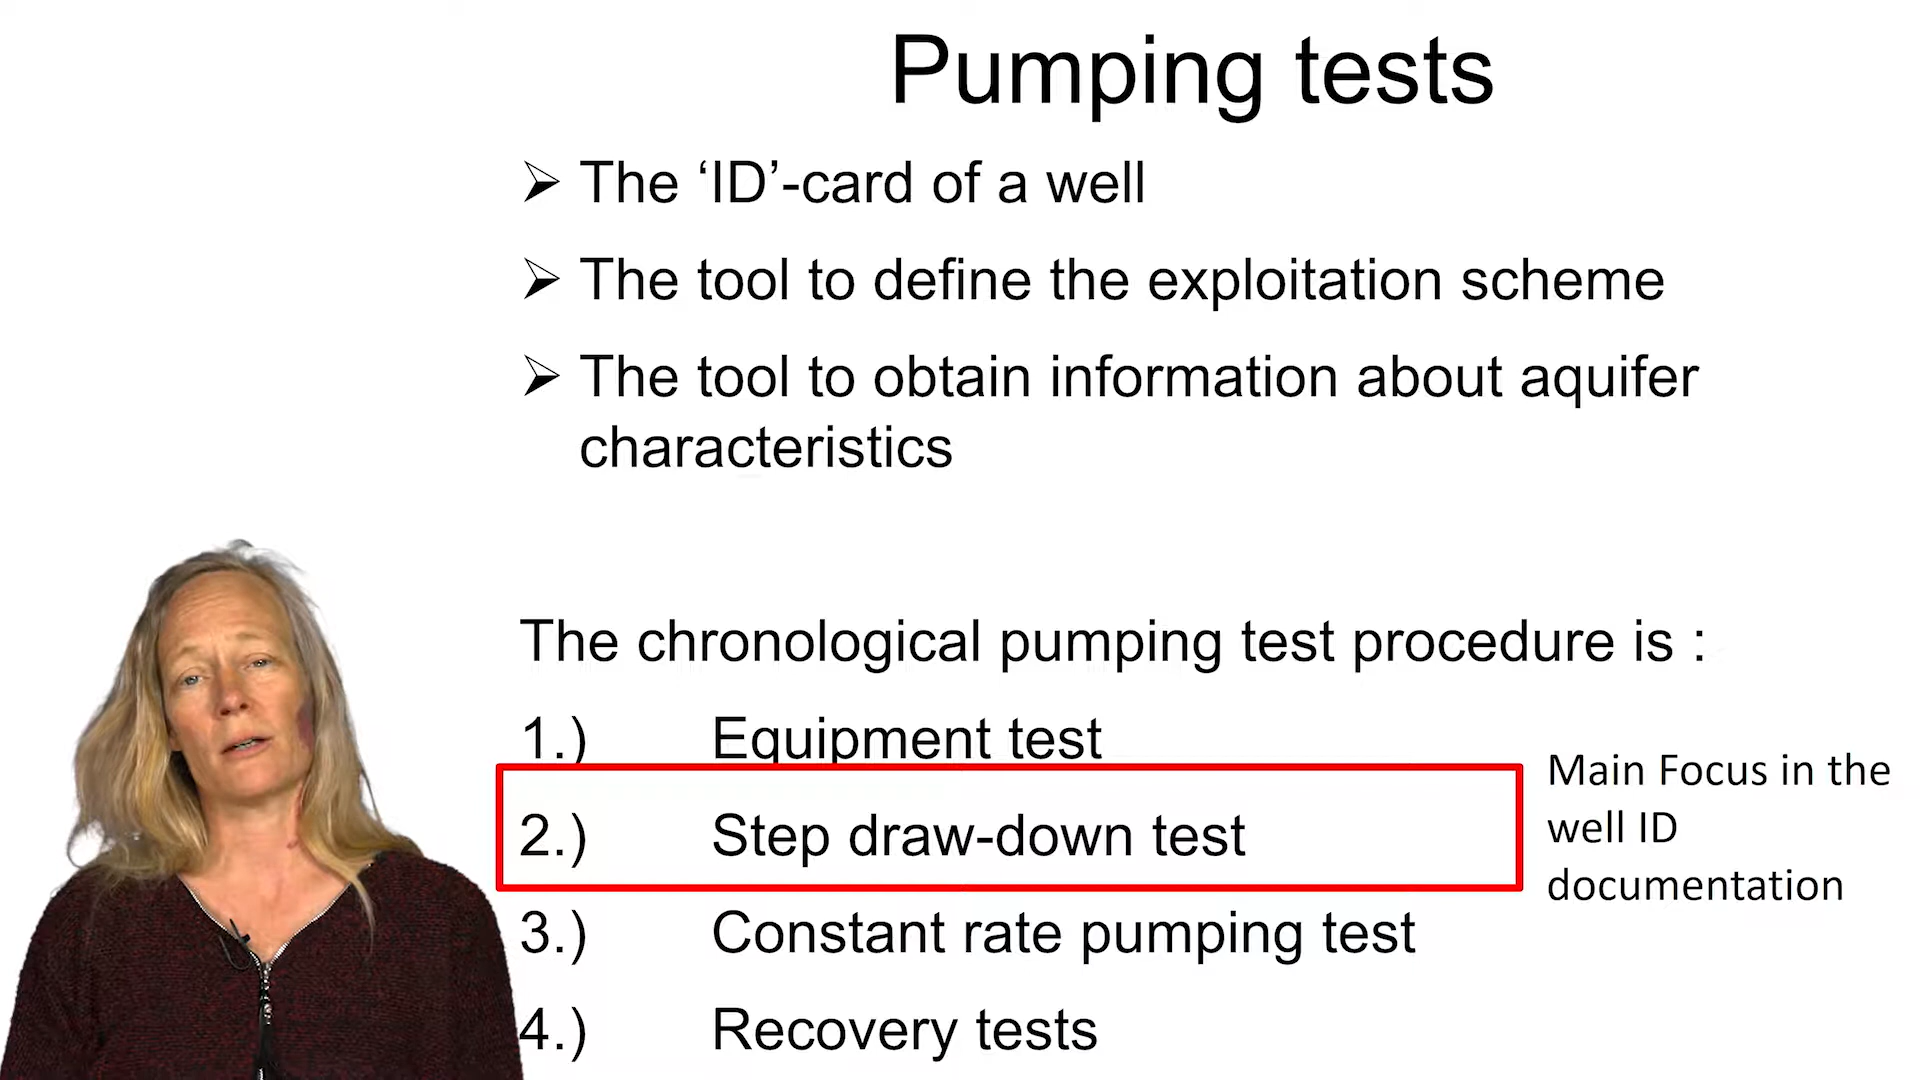 Pumping tests
➢ The ‘ID’-card of a well
➢ The tool to define the exploitation scheme
➢ The tool to obtain information about aquifer
characteristics
The chronological pumping test procedure is :
1.) Equipment test
2.) Step draw-down test
3.) Constant rate pumping test
4.) Recovery tests
Main Focus in the
well ID
documentation